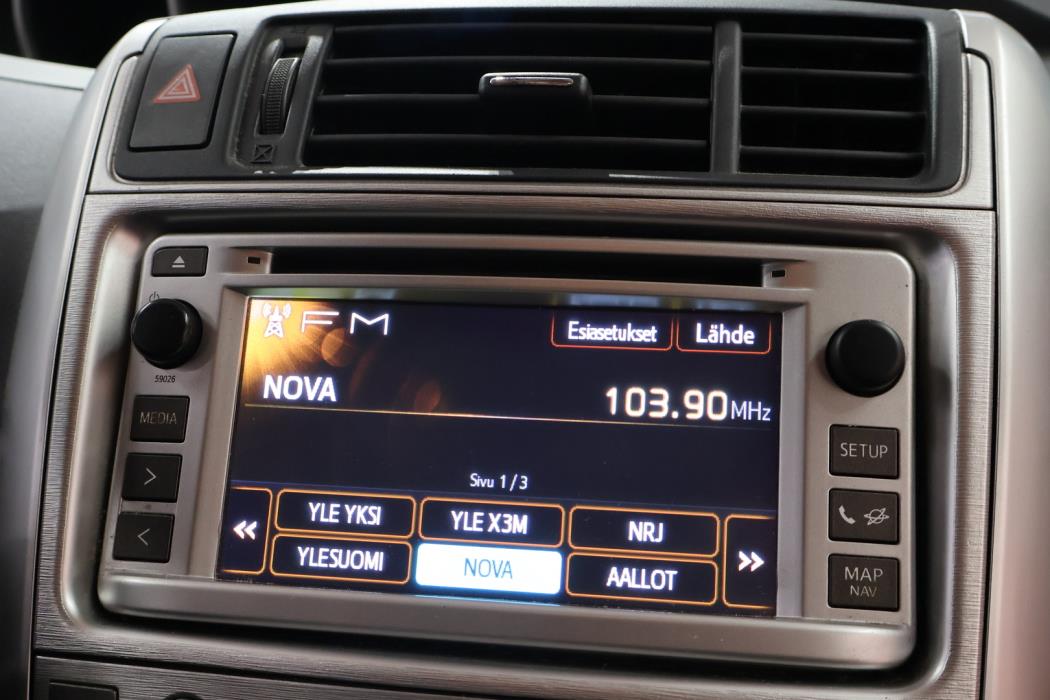 FM
Esiasetukset
Lähde
NOVA
103.90MHz
59026
MEDIA
SETUP
Sivu 1/3
YLE YKSI
YLE X3M
NRJ
YLESUOMI
NOVA
AALLOT
MAP
NAV